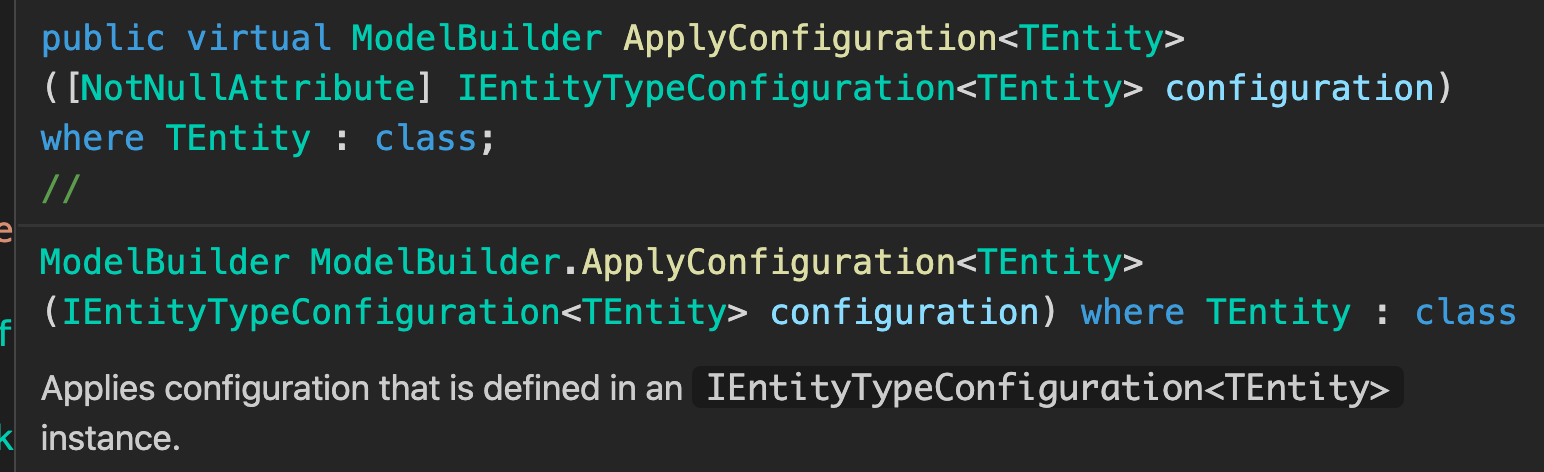 public virtual ModelBuilder ApplyConfiguration<TEntity>
([NotNullAttribute] IEntityTypeConfiguration<TEntity> configuration)
where TEntity : class;
//
e
ModelBuilder ModelBuilder.ApplyConfiguration<TEntity>
(IEntityTypeConfiguration<TEntity> configuration) where TEntity : class
f
Applies configuration that is defined in an IEntityTypeConfiguration<TEntity>
k
instance.